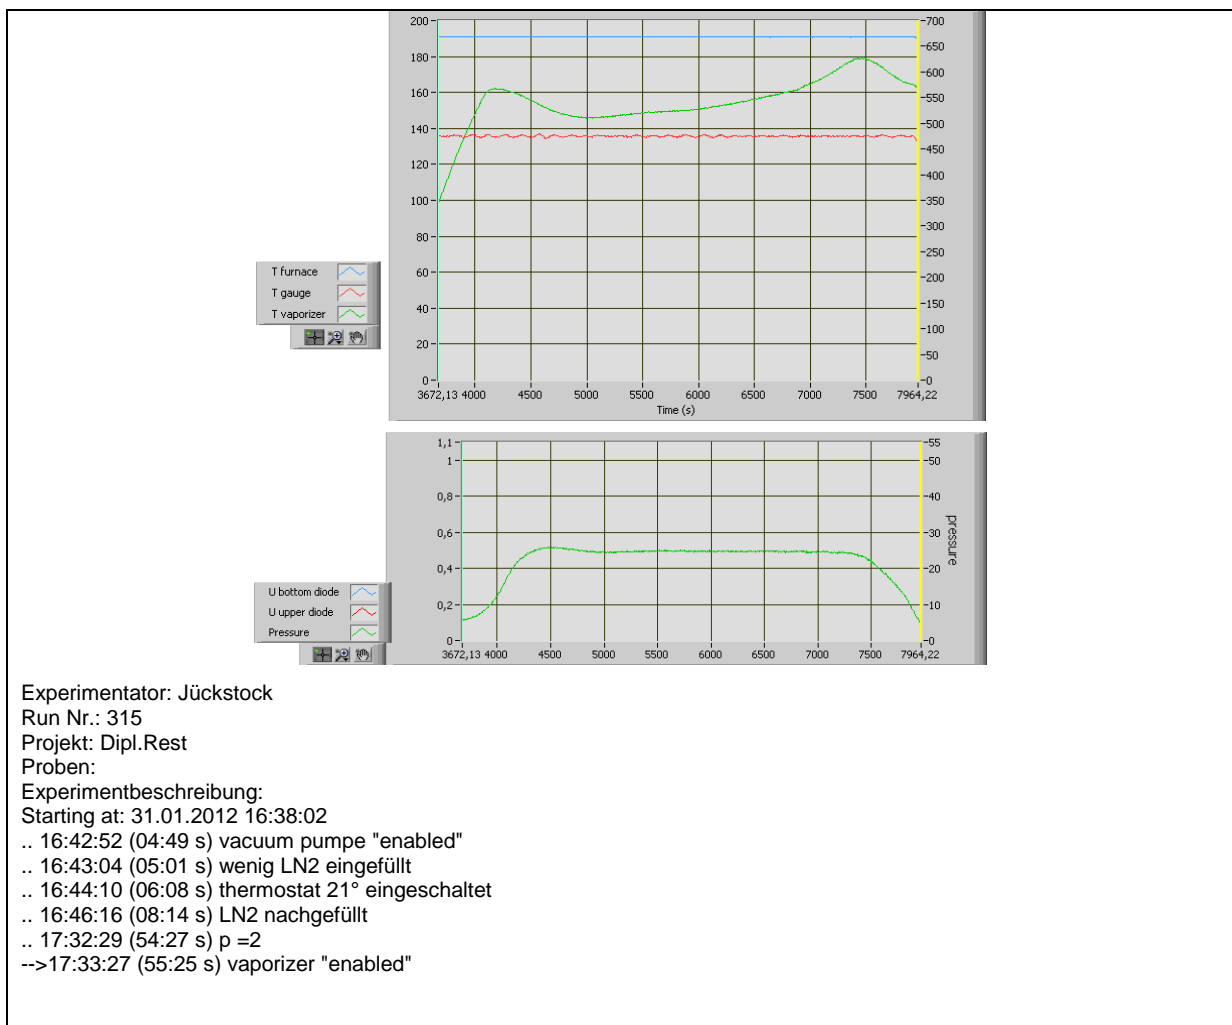 200
180
160
140
120
100
80
60
40
20
0
700
650
600
550
500
450
400
350
300
250
200
150
100
50
0
3672,13 4000 4500 5000 5500 6000 6500 7000 7500 7964,22
Time (s)
T furnace
T gauge
T vaporizer
1,1
1
0,8
0,6
0,4
0,2
0
55
50
40
30
20
10
0
pressure
3672,13 4000 4500 5000 5500 6000 6500 7000 7500 7964,22
U bottom diode
U upper diode
Pressure
Experimentator: Jückstock
Run Nr.: 315
Projekt: Dipl.Rest
Proben:
Experimentbeschreibung:
Starting at: 31.01.2012 16:38:02
.. 16:42:52 (04:49 s) vacuum pumpe "enabled"
.. 16:43:04 (05:01 s) wenig LN2 eingefüllt
.. 16:44:10 (06:08 s) thermostat 21° eingeschaltet
.. 16:46:16 (08:14 s) LN2 nachgefüllt
.. 17:32:29 (54:27 s) p =2
-->17:33:27 (55:25 s) vaporizer "enabled"